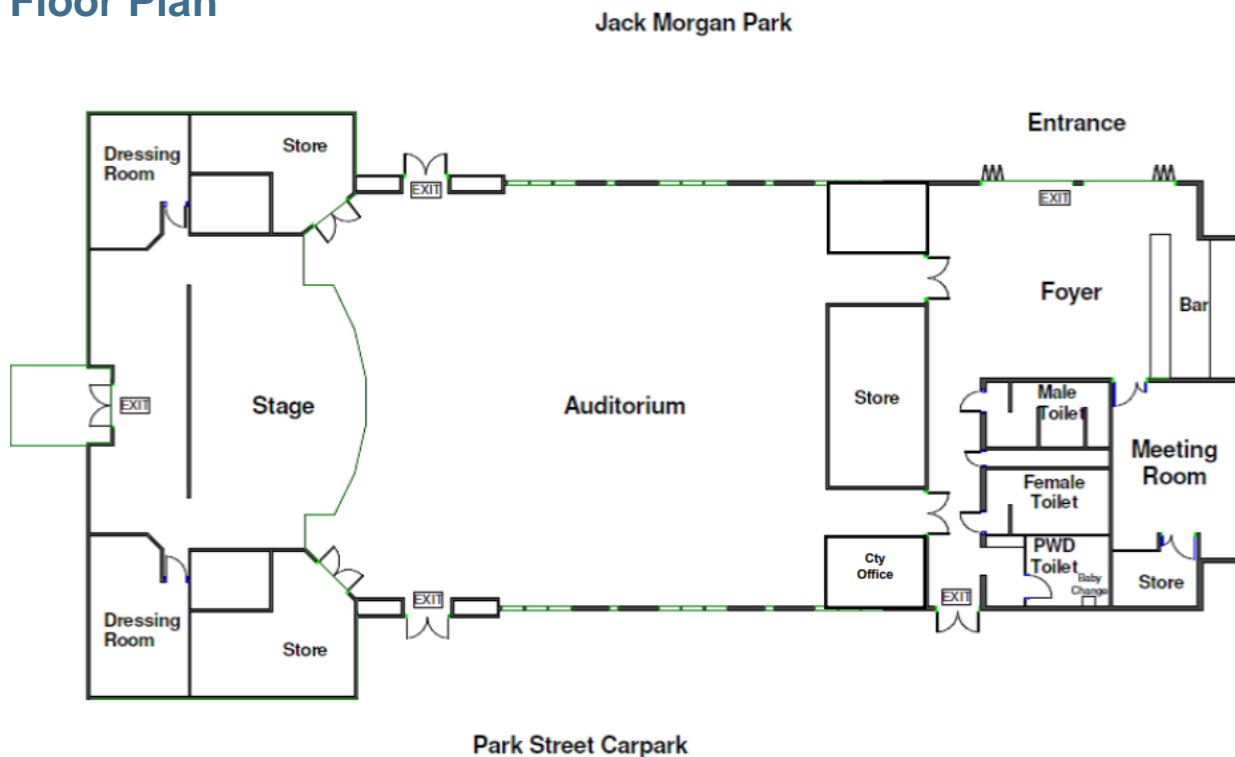 Floor Plan
Jack Morgan Park
Entrance
Dressing
Room
Store
EXIT
EXIT
Foyer
Bar
EXIT
Stage
Auditorium
Store
Male
Toilet
Meeting
Room
Female
Toilet
PWD
Toilet
Cty
Office
Baby
Change
Store
EXIT
EXIT
Dressing
Room
Store
Park Street Carpark